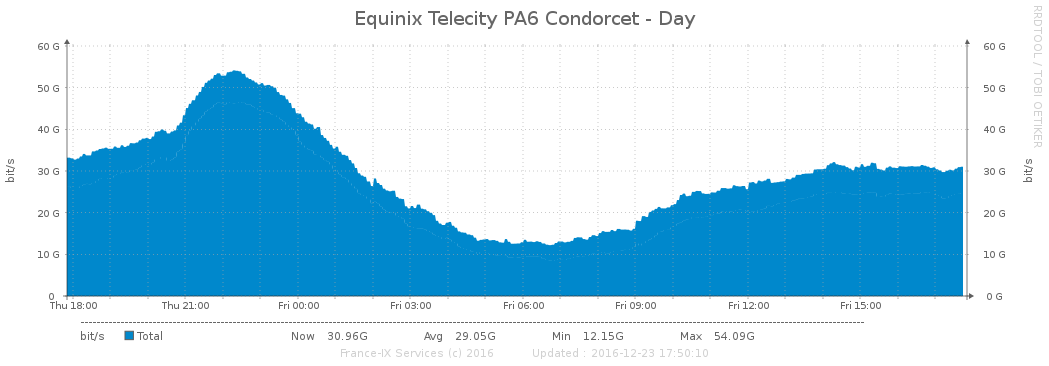 Equinix Telecity PA6 Condorcet - Day
RRDTOOL / TOBI OETIKER
60 G 60 G
50 G 50 G
40 G 40 G
30 G 30 G
20 G 20 G
10 G 10 G
0 0 G
bit/s bit/s
Thu 18:00 Thu 21:00 Fri 00:00 Fri 03:00 Fri 06:00 Fri 09:00 Fri 12:00 Fri 15:00
bit/s Total Now 30.96G Avg 29.05G Min 12.15G Max 54.09G
France-IX Services (c) 2016 Updated : 2016-12-23 17:50:10